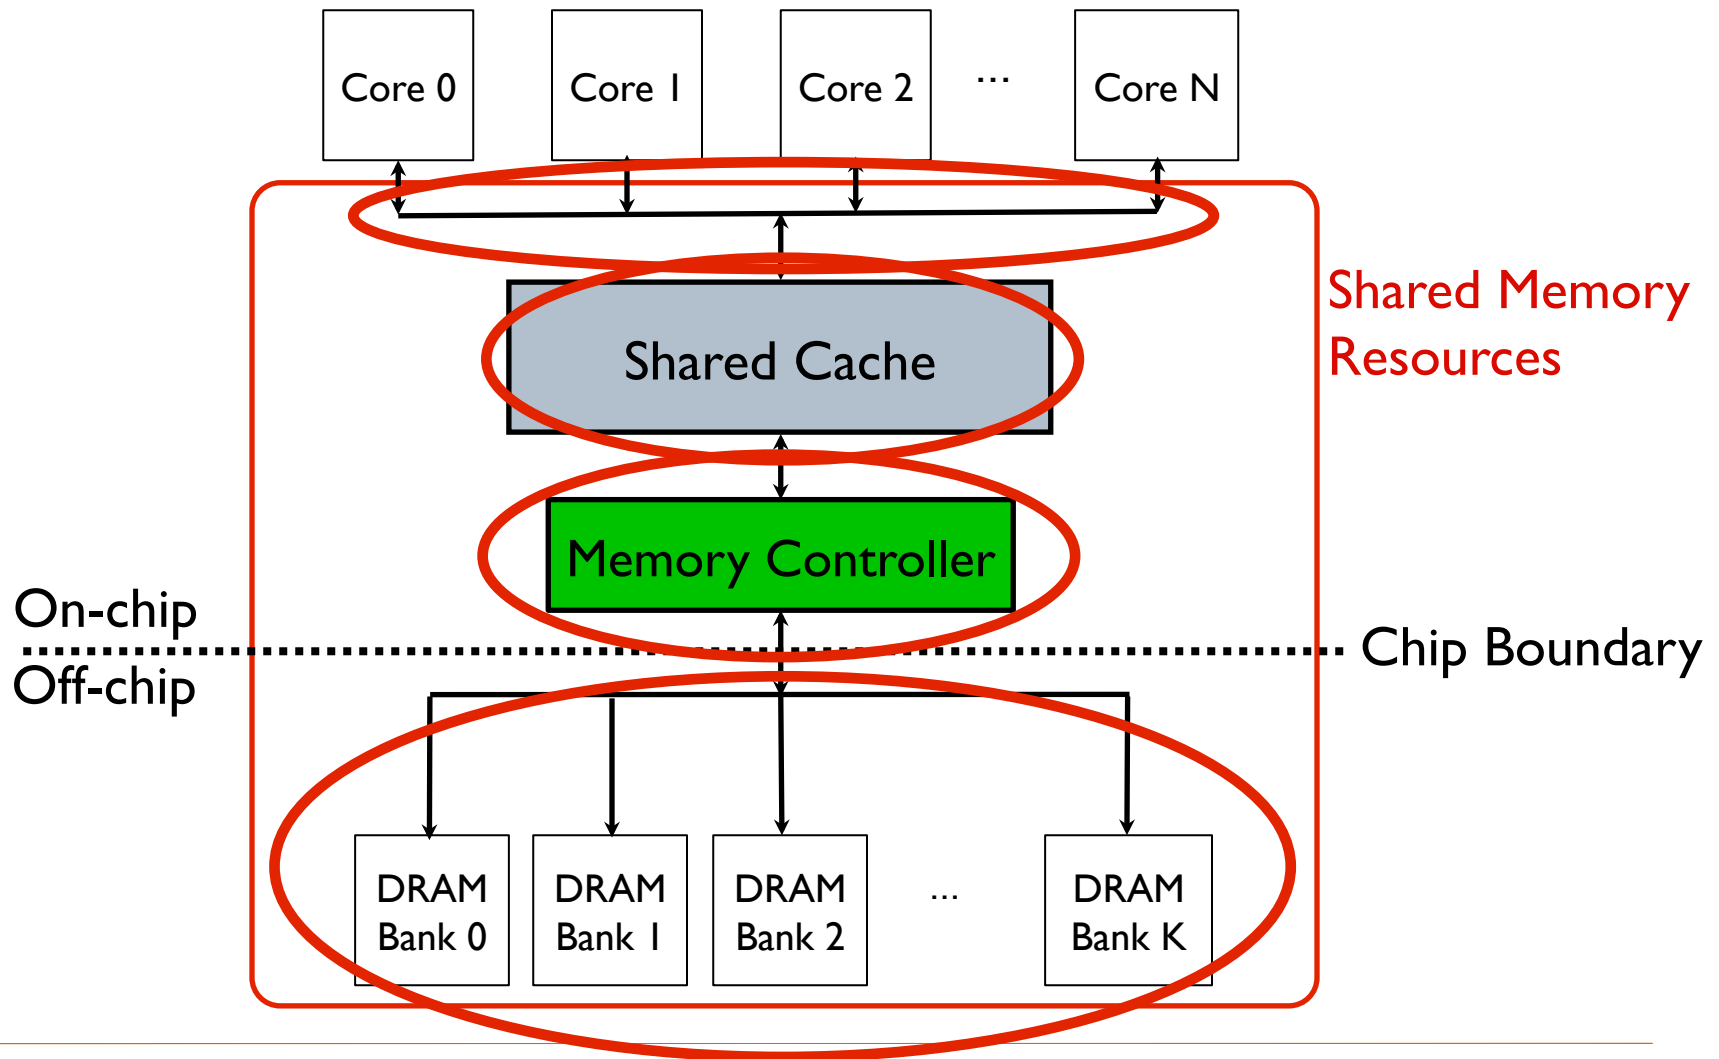 Core 0
Core 1
Core 2
...
Core N
Shared Memory
Resources
Shared Cache
Memory Controller
On-chip
Chip Boundary
Off-chip
DRAM
Bank 0
DRAM
Bank 1
DRAM
Bank 2
...
DRAM
Bank K